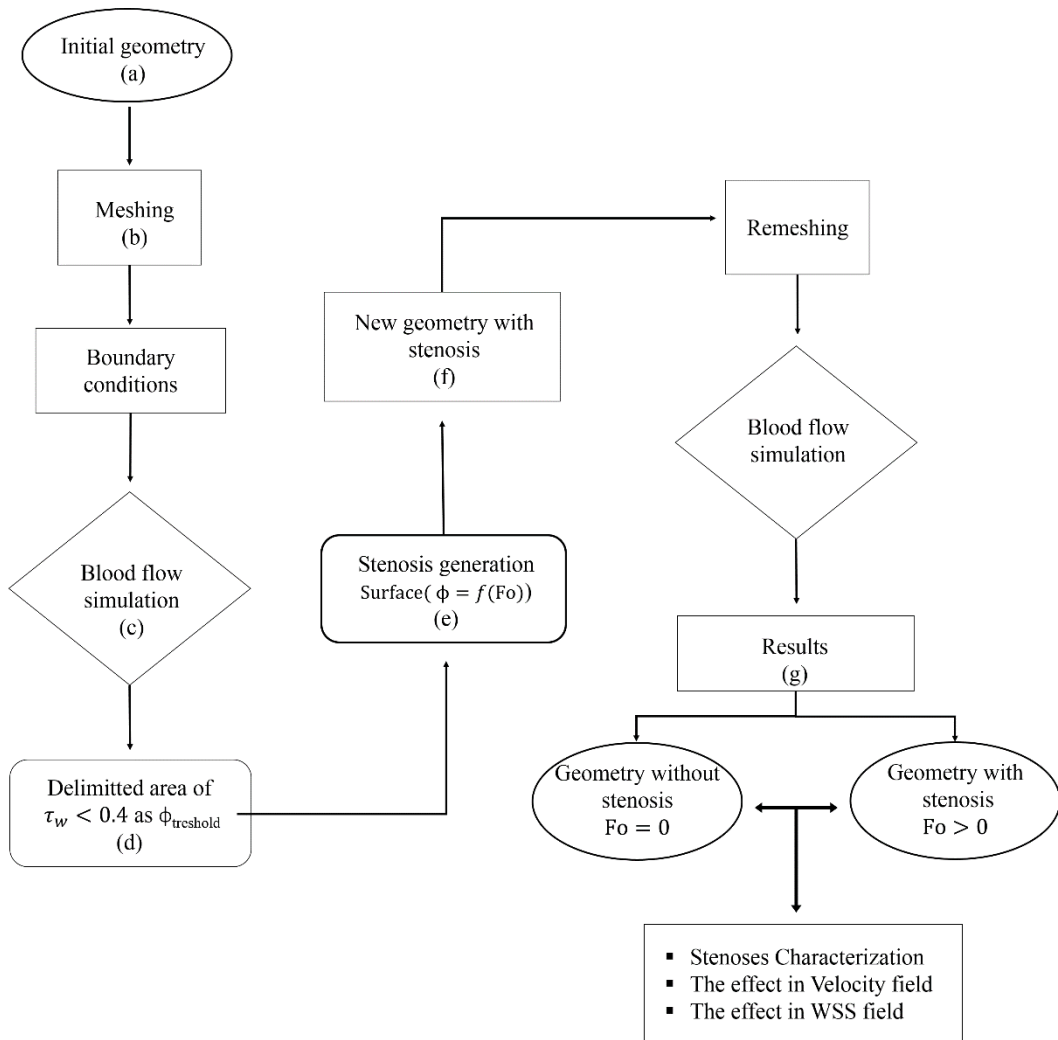 Initial geometry
(a)
Meshing
(b)
Boundary
conditions
Blood flow
simulation
(c)
Delimitted area of
τ_w < 0.4 as ϕ_treshold
(d)
Stenosis generation
Surface( ϕ = f(Fo))
(e)
New geometry with
stenosis
(f)
Remeshing
Blood flow
simulation
Results
(g)
Geometry without
stenosis
Fo = 0
Geometry with
stenosis
Fo > 0
▪ Stenoses Characterization
▪ The effect in Velocity field
▪ The effect in WSS field